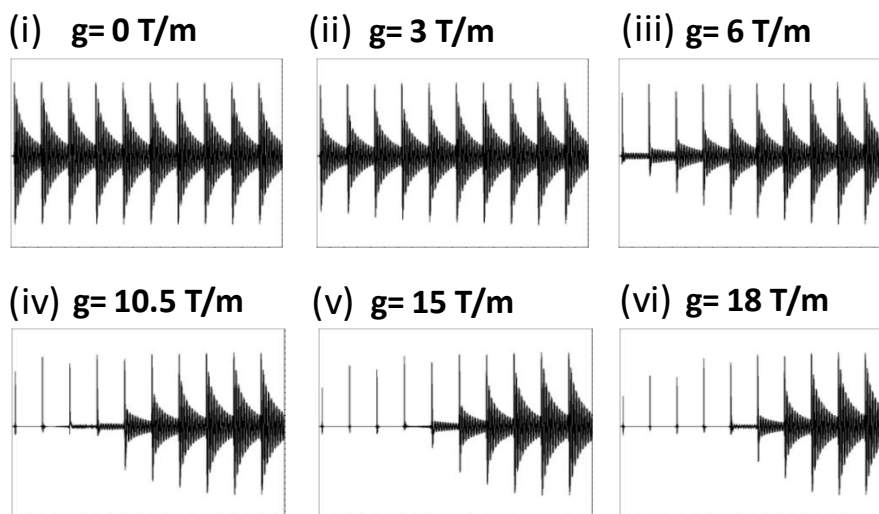 (i) g= 0 T/m (ii) g= 3 T/m (iii) g= 6 T/m
(iv) g= 10.5 T/m (v) g= 15 T/m (vi) g= 18 T/m